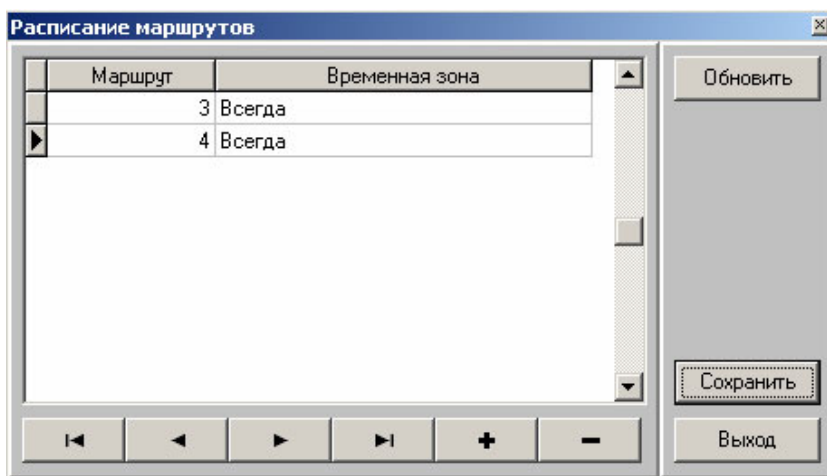 Расписание маршрутов
Маршрут Временная зона
3 Всегда
4 Всегда
Обновить
Сохранить
Выход